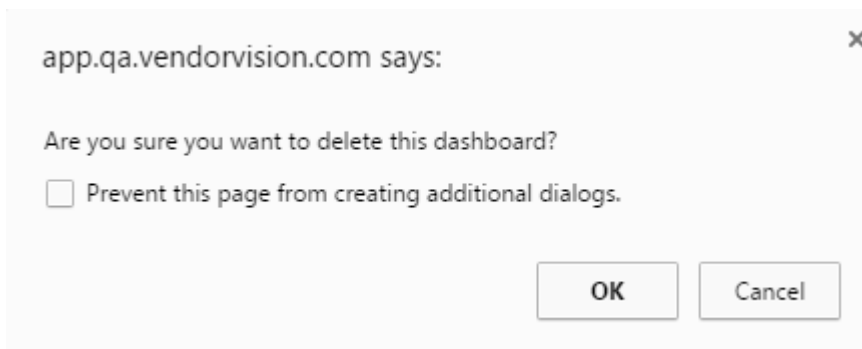 app.qa.vendorvision.com says:
Are you sure you want to delete this dashboard?
Prevent this page from creating additional dialogs.
OK Cancel